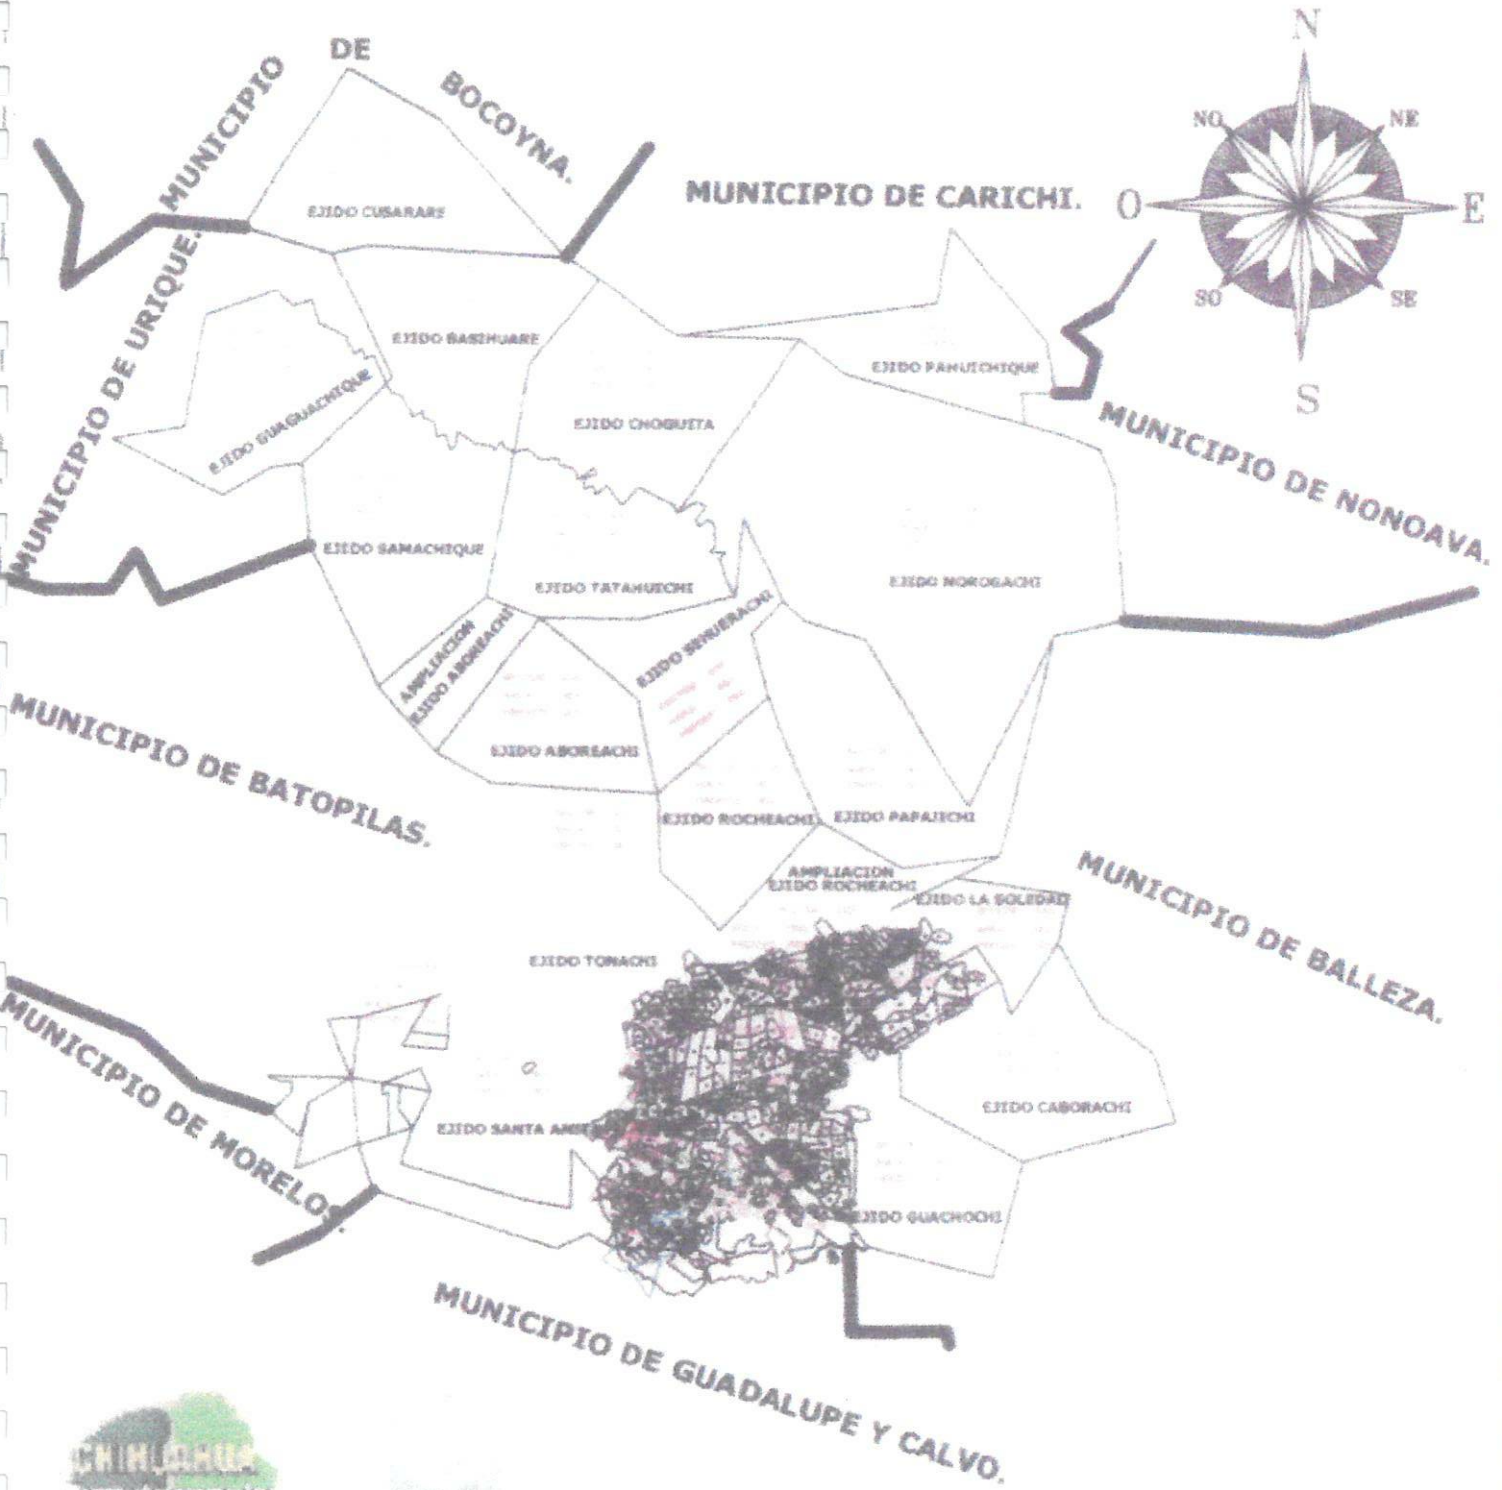 N
NO
NE
O
E
SO
SE
S
MUNICIPIO
DE
BOCOYNA.
MUNICIPIO DE CARICHI.
MUNICIPIO DE URIQUE.
MUNICIPIO DE NONOAVA.
EJIDO CUSARARE
EJIDO BASIHUARE
EJIDO PAHUICHIQUE
EJIDO GUAGUACHIQUE
EJIDO CHOGUITA
EJIDO SAMACHIQUE
EJIDO TATAHUICHI
EJIDO NOROGACHI
AMPLIACION
EJIDO ABOREACHI
EJIDO SEHUERACHI
EJIDO ABOREACHI
MUNICIPIO DE BATOPILAS.
EJIDO ROCHEACHI
EJIDO PAPAJICHI
AMPLIACION
EJIDO ROCHEACHI
EJIDO LA SOLEDAD
MUNICIPIO DE BALLEZA.
EJIDO TONACHI
MUNICIPIO DE MORELOS.
EJIDO SANTA
EJIDO CABORACHI
EJIDO GUACHOCHI
MUNICIPIO DE GUADALUPE Y CALVO.
CHIHUAHUA